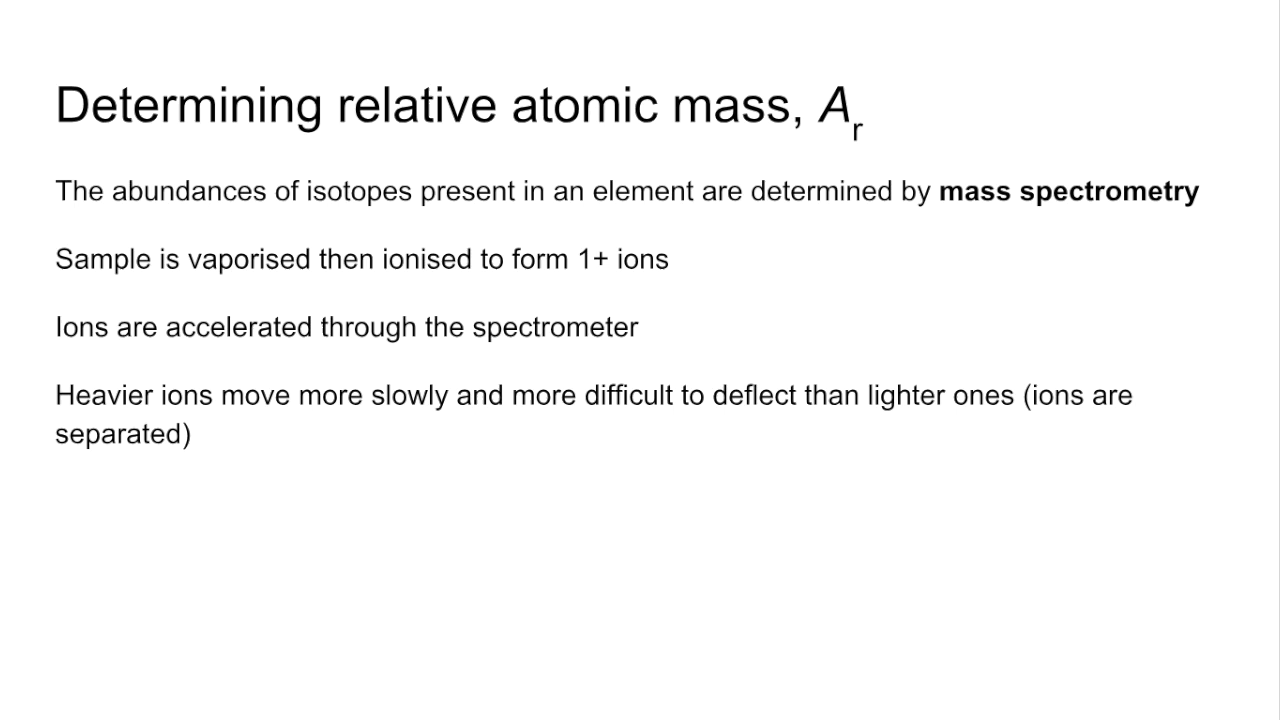 Determining relative atomic mass, Ar
The abundances of isotopes present in an element are determined by mass spectrometry
Sample is vaporised then ionised to form 1+ ions
Ions are accelerated through the spectrometer
Heavier ions move more slowly and more difficult to deflect than lighter ones (ions are
separated)